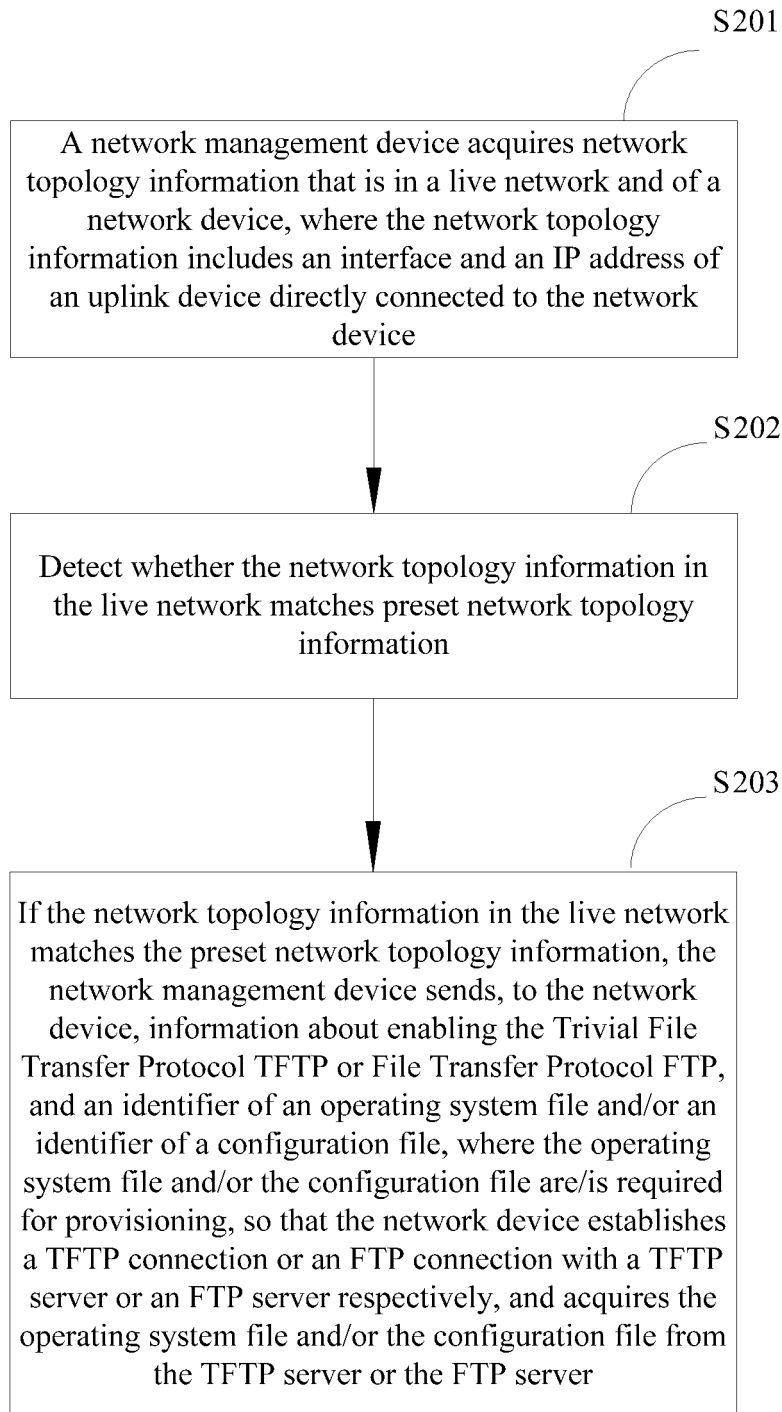 S201
A network management device acquires network
topology information that is in a live network and of a
network device, where the network topology
information includes an interface and an IP address of
an uplink device directly connected to the network
device
S202
Detect whether the network topology information in
the live network matches preset network topology
information
S203
If the network topology information in the live network
matches the preset network topology information, the
network management device sends, to the network
device, information about enabling the Trivial File
Transfer Protocol TFTP or File Transfer Protocol FTP,
and an identifier of an operating system file and/or an
identifier of a configuration file, where the operating
system file and/or the configuration file are/is required
for provisioning, so that the network device establishes
a TFTP connection or an FTP connection with a TFTP
server or an FTP server respectively, and acquires the
operating system file and/or the configuration file from
the TFTP server or the FTP server